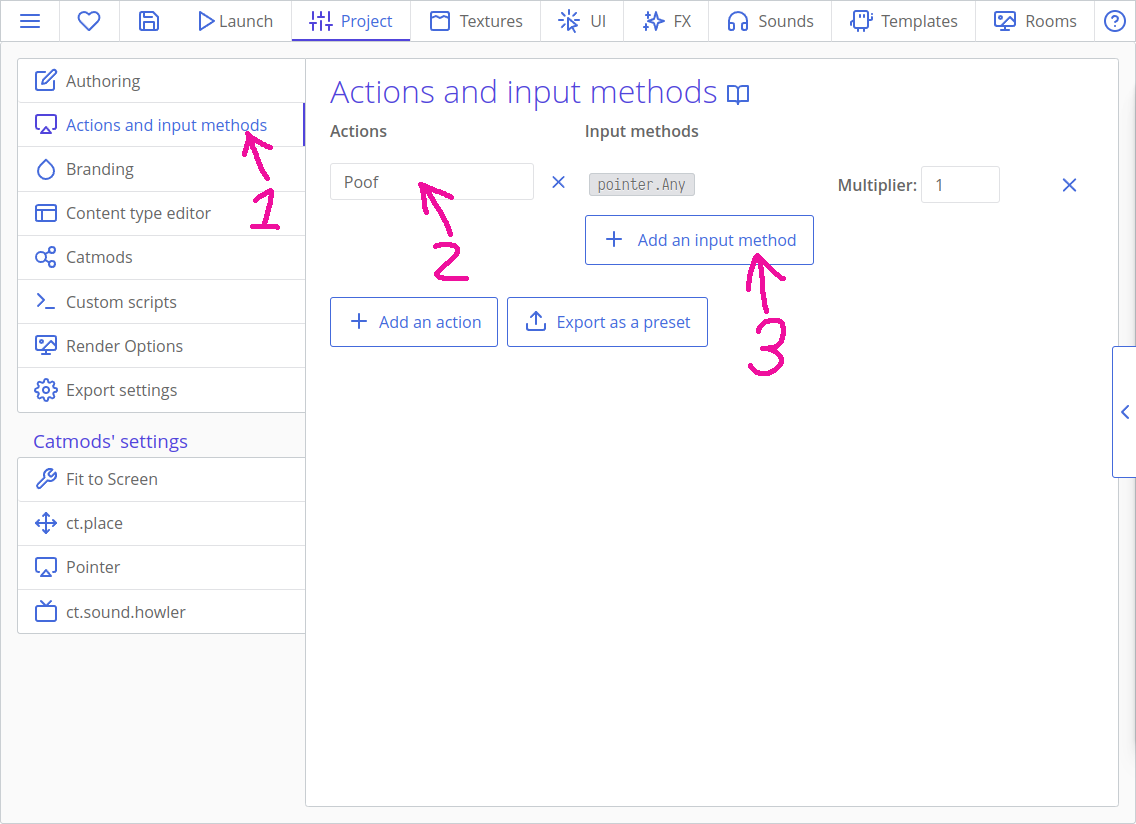 Launch Project Textures UI FX Sounds Templates Rooms
Authoring
Actions and input methods
Branding
Content type editor
Catmods
Custom scripts
Render Options
Export settings
Catmods' settings
Fit to Screen
ct.place
Pointer
ct.sound.howler
Actions and input methods
Actions Input methods
Poof pointer.Any Multiplier: 1
Add an input method
Add an action Export as a preset
1
2
3